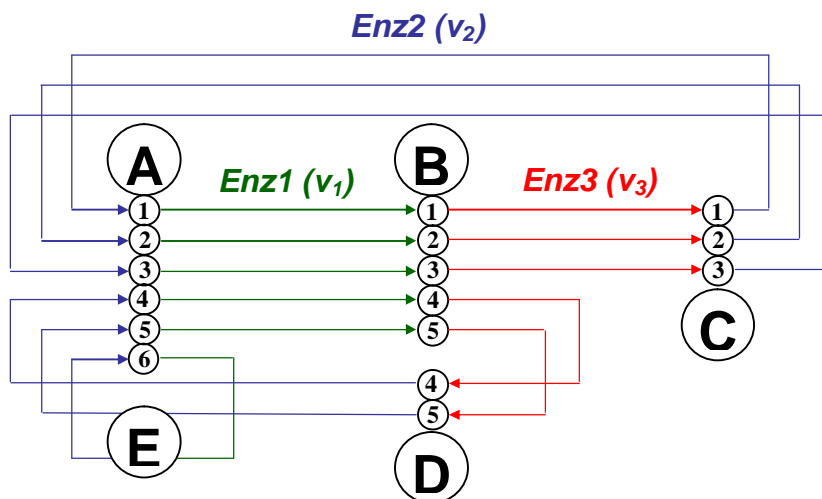 Enz2 (v2)
A
B
Enz1 (v1)
Enz3 (v3)
1 1 1
2 2 2
3 3 3
4 4
5 5
6
C
4
5
E
D